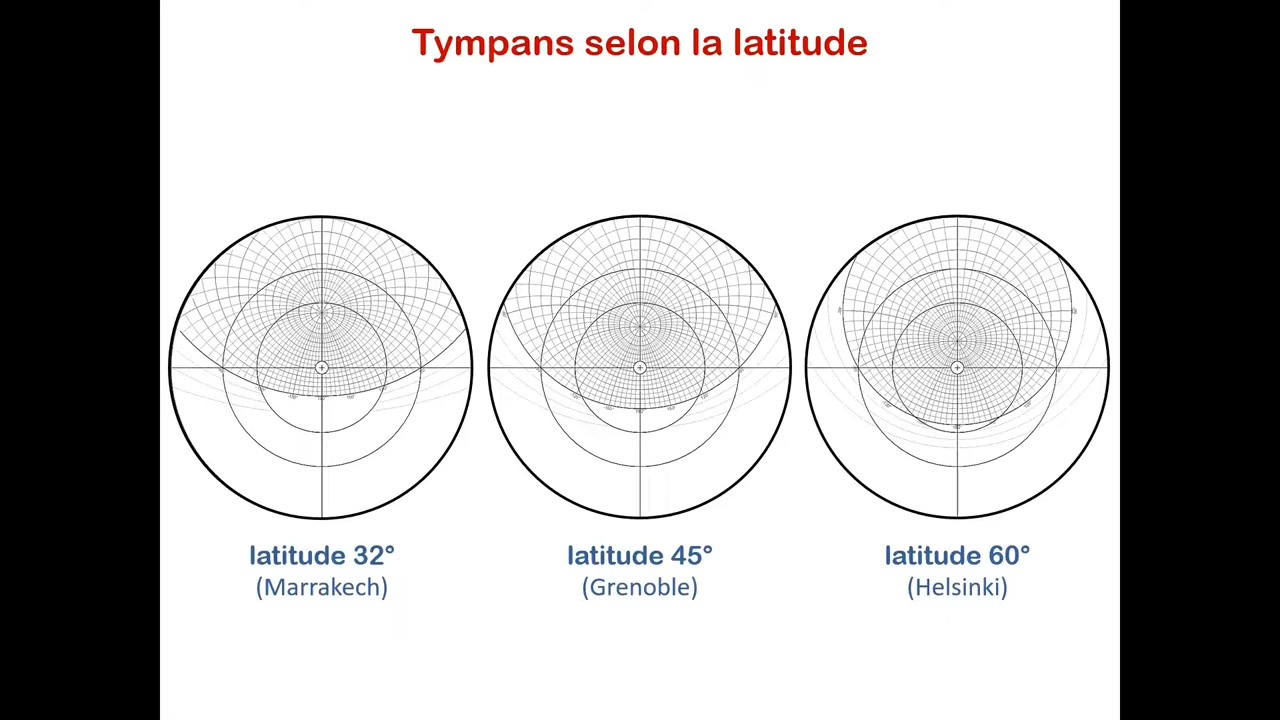 Tympans selon la latitude
latitude 32°
(Marrakech)
latitude 45°
(Grenoble)
latitude 60°
(Helsinki)